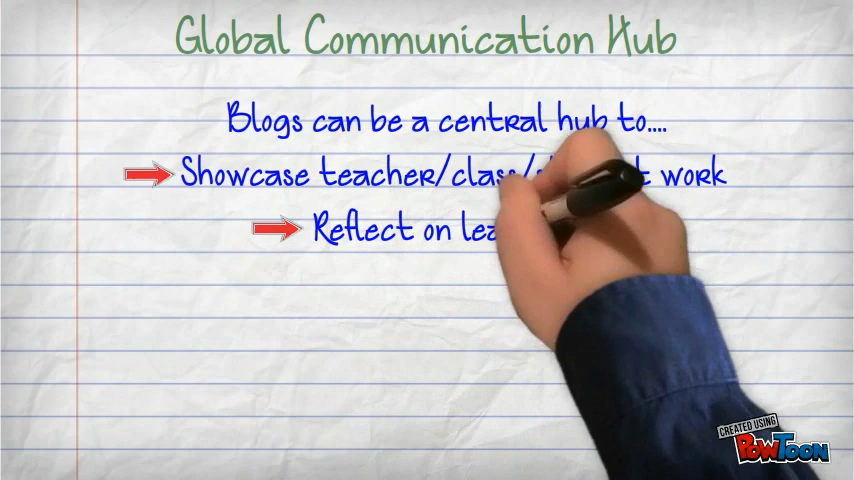 Global Communication Hub
Blogs can be a central hub to....
Showcase teacher/class/ work
Reflect on
CREATED USING
POWTOON